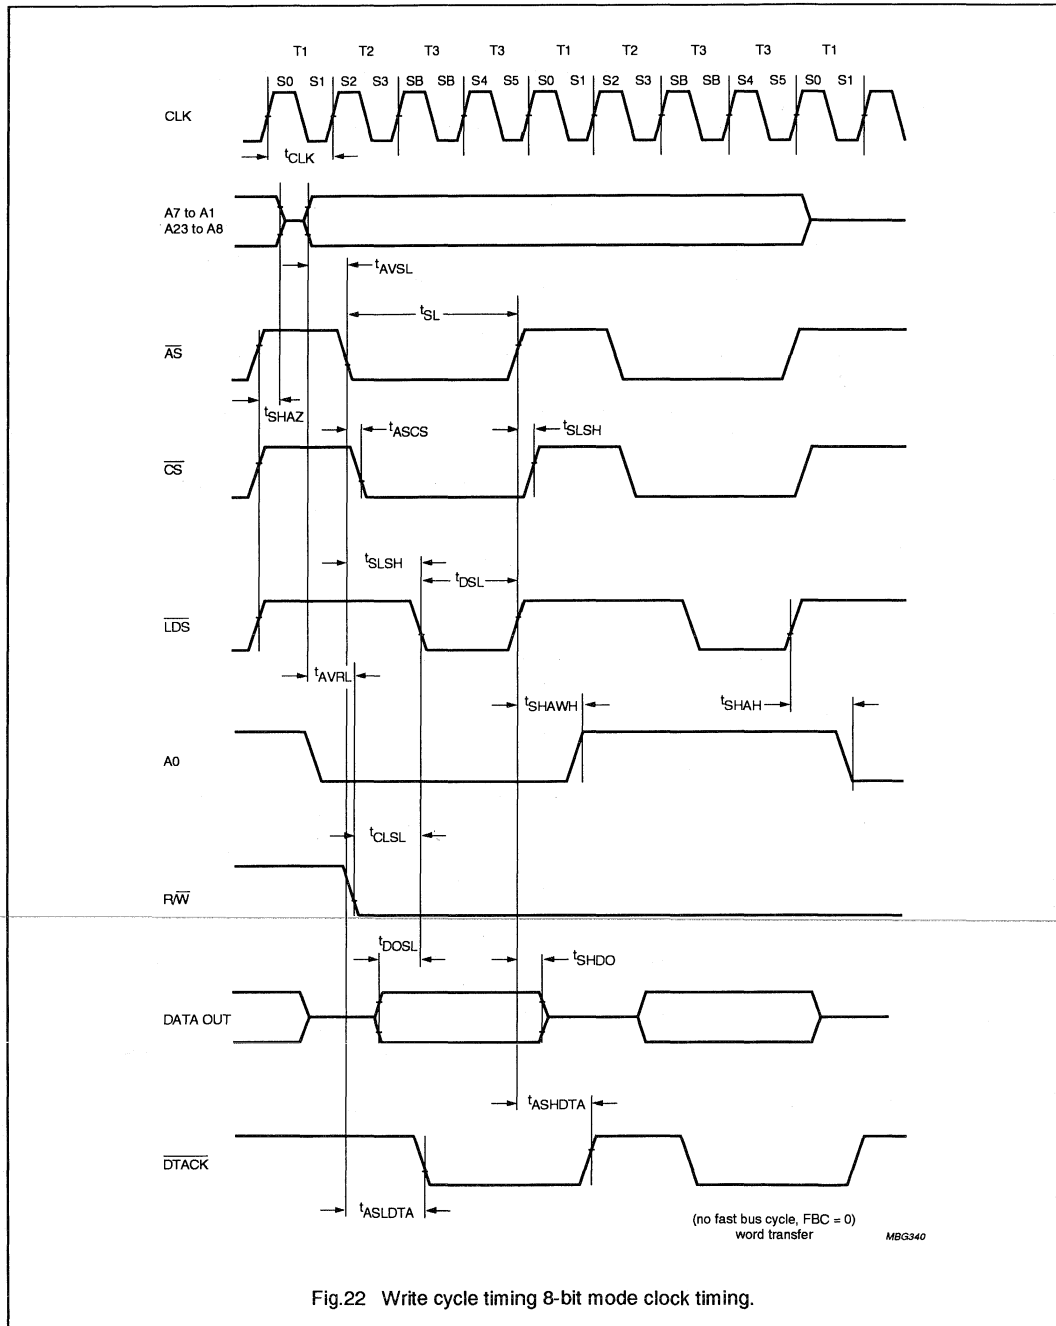 T1 T2 T3 T3 T1 T2 T3 T3 T1
S0 S1 S2 S3 SB SB S4 S5 S0 S1 S2 S3 SB SB S4 S5 S0 S1
CLK
tCLK
A7 to A1
A23 to A8
tAVSL
tSL
AS
tSHAZ
tASCS
tSLSH
CS
tSLSH
tDSL
LDS
tAVRL
tSHAWH
tSHAH
A0
tCLSL
R/W
tDOSL
tSHDO
DATA OUT
tASHDTA
DTACK
tASLDTA
(no fast bus cycle, FBC = 0)
word transfer
MBG340
Fig.22 Write cycle timing 8-bit mode clock timing.